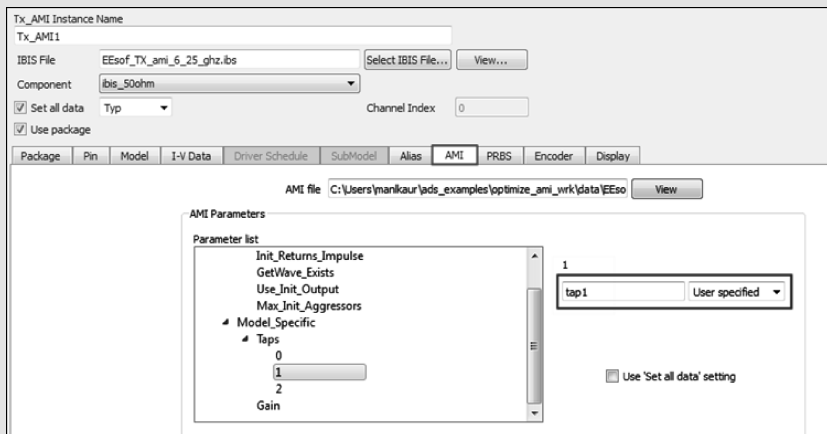 Tx_AMI Instance Name
Tx_AMI1
IBIS File EEsof_TX_ami_6_25_ghz.ibs Select IBIS File... View...
Component ibis_50ohm
Set all data Typ Channel Index 0
Use package
Package Pin Model I-V Data Driver Schedule SubModel Alias AMI PRBS Encoder Display
AMI file C:\Users\manlkaur\ads_examples\optimize_ami_wrk\data\EEso View
AMI Parameters
Parameter list
Init_Returns_Impulse
GetWave_Exists
Use_Init_Output
Max_Init_Aggressors
Model_Specific
Taps
0
1
2
Gain
1
tap1 User specified
Use 'Set all data' setting